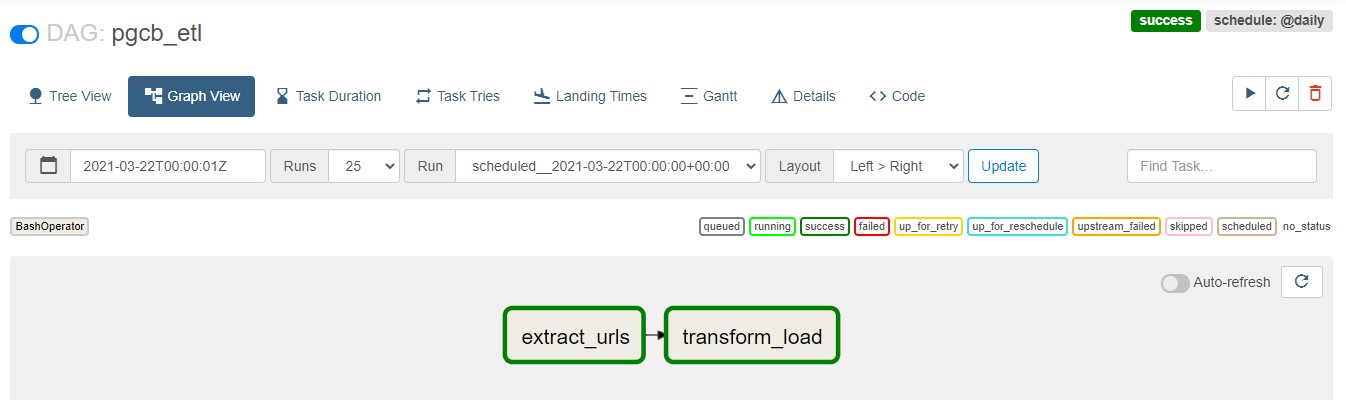 success schedule: @daily
DAG: pgcb_etl
Tree View Graph View Task Duration Task Tries Landing Times Gantt Details Code
2021-03-22T00:00:01Z Runs 25 Run scheduled__2021-03-22T00:00:00+00:00 Layout Left > Right Update Find Task...
BashOperator queued running success failed up_for_retry up_for_reschedule upstream_failed skipped scheduled no_status
Auto-refresh
extract_urls transform_load